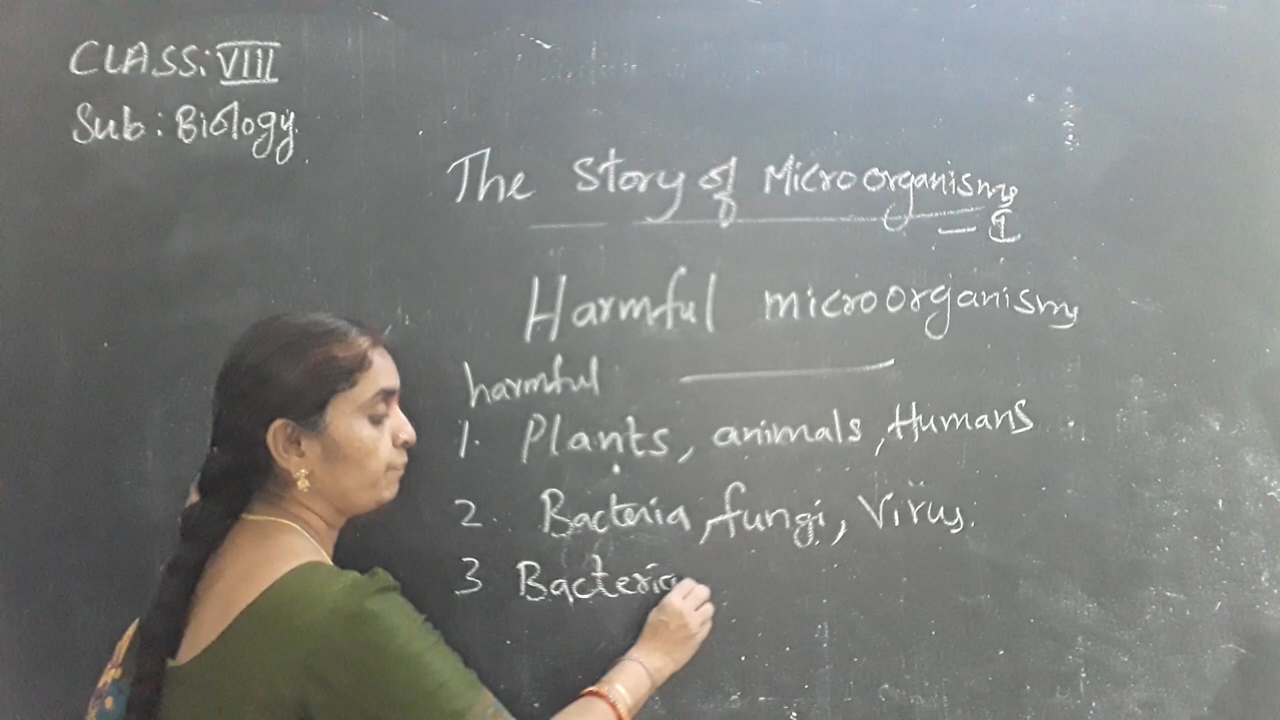 CLASS: VIII
Sub: Biology.
The Story of Microorganisms
- I
Harmful microorganisms
harmful
1. Plants, animals, Humans
2. Bacteria, fungi, Virus.
3 Bacteria